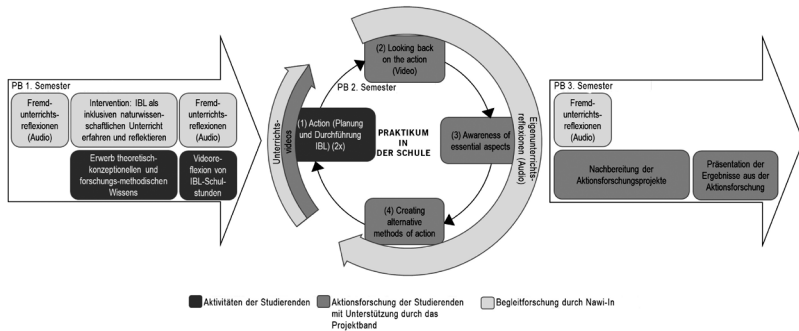 PB 1. Semester
Fremd-
unterrichts-
reflexionen
(Audio)
Intervention: IBL als
inklusiven naturwissen-
schaftlichen Unterricht
erfahren und reflektieren
Fremd-
unterrichts-
reflexionen
(Audio)
Erwerb theoretisch-
konzeptionellen und
forschungs-methodischen
Wissens
Videore-
flexion von
IBL-Schul-
stunden
Unterrichts-
videos
PB 2. Semester
(1) Action (Planung
und Durchführung
IBL) (2x)
(2) Looking back
on the action
(Video)
PRAKTIKUM
IN
DER SCHULE
(3) Awareness of
essential aspects
(4) Creating
alternative
methods of action
Eigenunterrichts-
reflexionen (Audio)
PB 3. Semester
Fremd-
unterrichts-
reflexionen
(Audio)
Nachbereitung der
Aktionsforschungsprojekte
Präsentation der
Ergebnisse aus der
Aktionsforschung
Aktivitäten der Studierenden
Aktionsforschung der Studierenden
mit Unterstützung durch das
Projektband
Begleitforschung durch Nawi-In